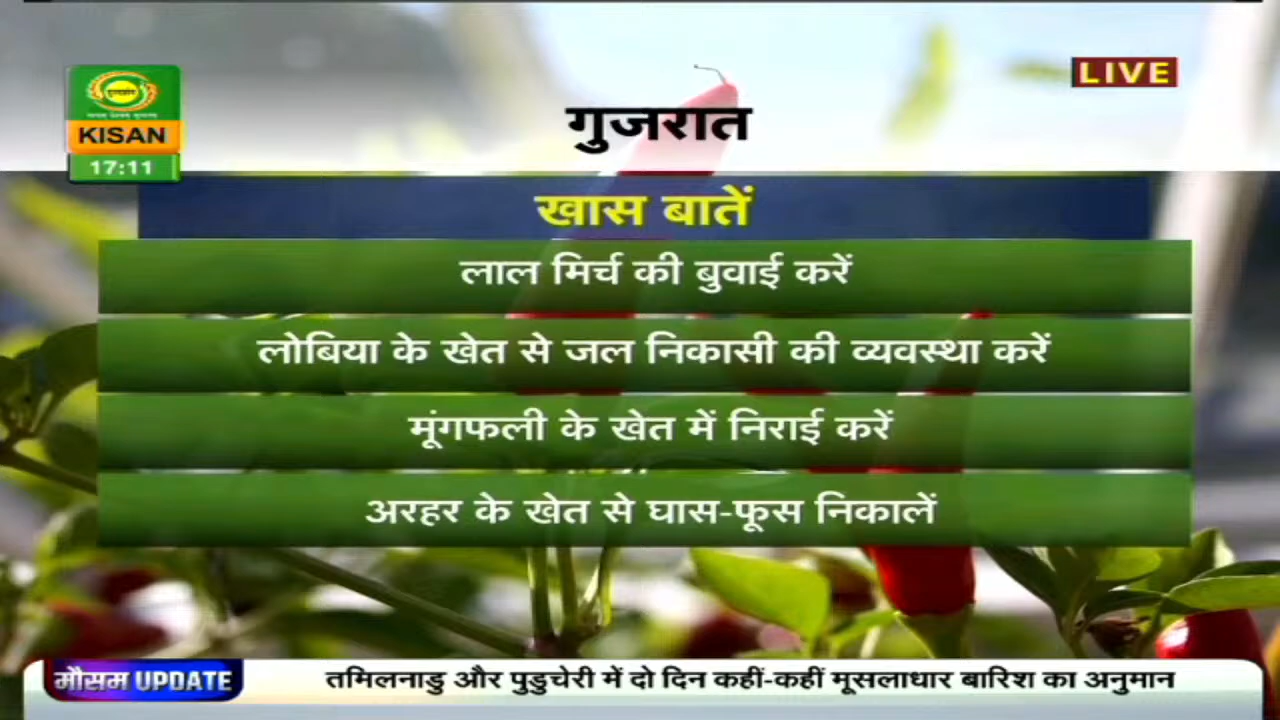 LIVE
KISAN
17:11
गुजरात
खास बातें
लाल मिर्च की बुवाई करें
लोबिया के खेत से जल निकासी की व्यवस्था करें
मूंगफली के खेत में निराई करें
अरहर के खेत से घास-फूस निकालें
मौसम UPDATE
तमिलनाडु और पुडुचेरी में दो दिन कहीं-कहीं मूसलाधार बारिश का अनुमान